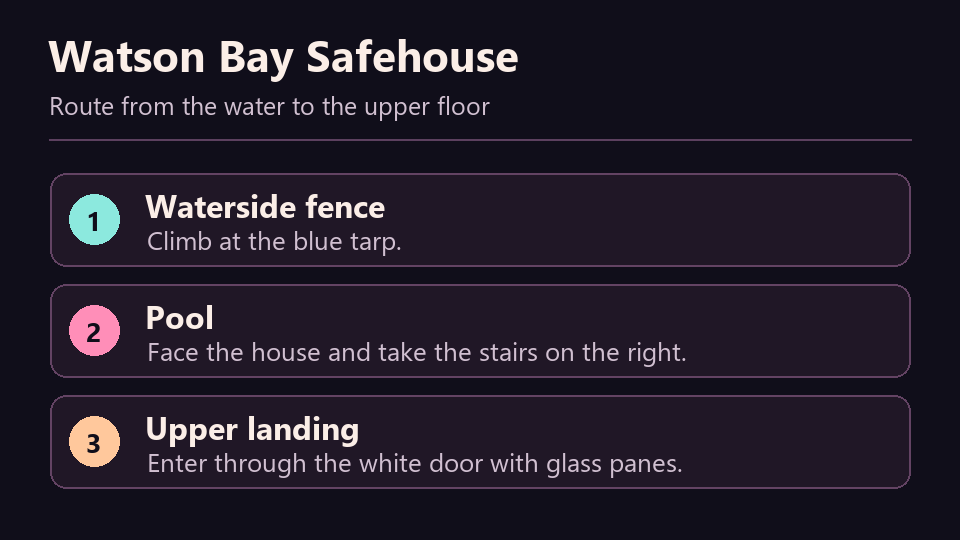 Watson Bay Safehouse
Route from the water to the upper floor
1
Waterside fence
Climb at the blue tarp.
2
Pool
Face the house and take the stairs on the right.
3
Upper landing
Enter through the white door with glass panes.